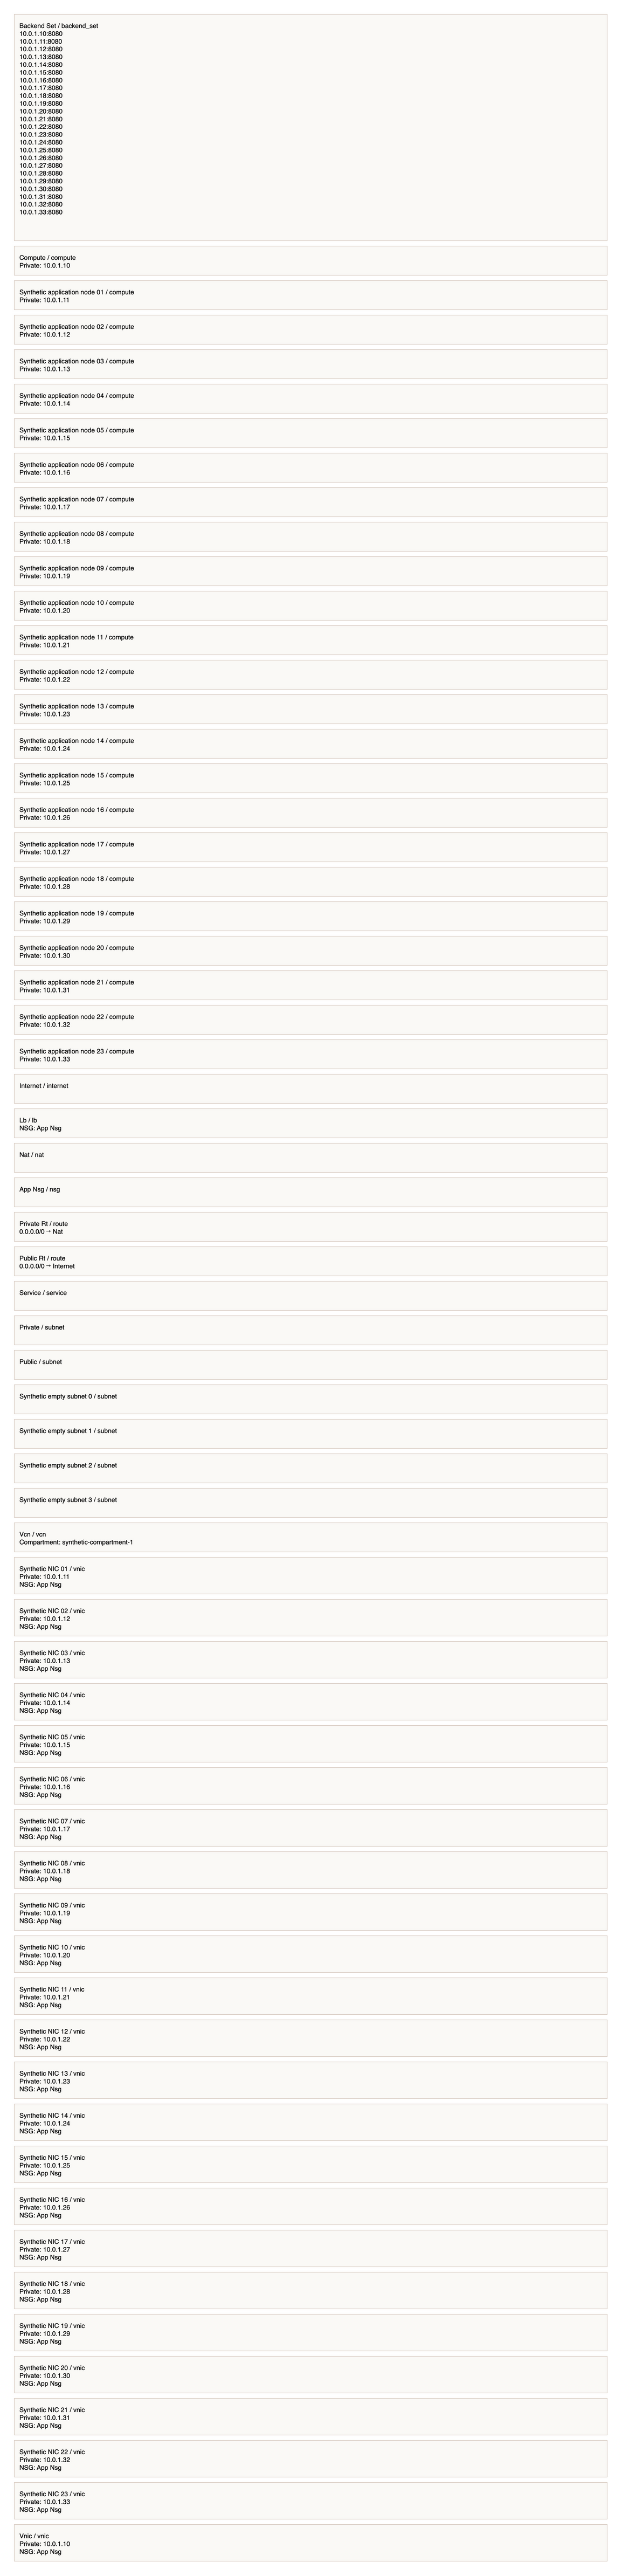 Backend Set / backend_set
10.0.1.10:8080
10.0.1.11:8080
10.0.1.12:8080
10.0.1.13:8080
10.0.1.14:8080
10.0.1.15:8080
10.0.1.16:8080
10.0.1.17:8080
10.0.1.18:8080
10.0.1.19:8080
10.0.1.20:8080
10.0.1.21:8080
10.0.1.22:8080
10.0.1.23:8080
10.0.1.24:8080
10.0.1.25:8080
10.0.1.26:8080
10.0.1.27:8080
10.0.1.28:8080
10.0.1.29:8080
10.0.1.30:8080
10.0.1.31:8080
10.0.1.32:8080
10.0.1.33:8080
Compute / compute
Private: 10.0.1.10
Synthetic application node 01 / compute
Private: 10.0.1.11
Synthetic application node 02 / compute
Private: 10.0.1.12
Synthetic application node 03 / compute
Private: 10.0.1.13
Synthetic application node 04 / compute
Private: 10.0.1.14
Synthetic application node 05 / compute
Private: 10.0.1.15
Synthetic application node 06 / compute
Private: 10.0.1.16
Synthetic application node 07 / compute
Private: 10.0.1.17
Synthetic application node 08 / compute
Private: 10.0.1.18
Synthetic application node 09 / compute
Private: 10.0.1.19
Synthetic application node 10 / compute
Private: 10.0.1.20
Synthetic application node 11 / compute
Private: 10.0.1.21
Synthetic application node 12 / compute
Private: 10.0.1.22
Synthetic application node 13 / compute
Private: 10.0.1.23
Synthetic application node 14 / compute
Private: 10.0.1.24
Synthetic application node 15 / compute
Private: 10.0.1.25
Synthetic application node 16 / compute
Private: 10.0.1.26
Synthetic application node 17 / compute
Private: 10.0.1.27
Synthetic application node 18 / compute
Private: 10.0.1.28
Synthetic application node 19 / compute
Private: 10.0.1.29
Synthetic application node 20 / compute
Private: 10.0.1.30
Synthetic application node 21 / compute
Private: 10.0.1.31
Synthetic application node 22 / compute
Private: 10.0.1.32
Synthetic application node 23 / compute
Private: 10.0.1.33
Internet / internet
Lb / lb
NSG: App Nsg
Nat / nat
App Nsg / nsg
Private Rt / route
0.0.0.0/0 → Nat
Public Rt / route
0.0.0.0/0 → Internet
Service / service
Private / subnet
Public / subnet
Synthetic empty subnet 0 / subnet
Synthetic empty subnet 1 / subnet
Synthetic empty subnet 2 / subnet
Synthetic empty subnet 3 / subnet
Vcn / vcn
Compartment: synthetic-compartment-1
Synthetic NIC 01 / vnic
Private: 10.0.1.11
NSG: App Nsg
Synthetic NIC 02 / vnic
Private: 10.0.1.12
NSG: App Nsg
Synthetic NIC 03 / vnic
Private: 10.0.1.13
NSG: App Nsg
Synthetic NIC 04 / vnic
Private: 10.0.1.14
NSG: App Nsg
Synthetic NIC 05 / vnic
Private: 10.0.1.15
NSG: App Nsg
Synthetic NIC 06 / vnic
Private: 10.0.1.16
NSG: App Nsg
Synthetic NIC 07 / vnic
Private: 10.0.1.17
NSG: App Nsg
Synthetic NIC 08 / vnic
Private: 10.0.1.18
NSG: App Nsg
Synthetic NIC 09 / vnic
Private: 10.0.1.19
NSG: App Nsg
Synthetic NIC 10 / vnic
Private: 10.0.1.20
NSG: App Nsg
Synthetic NIC 11 / vnic
Private: 10.0.1.21
NSG: App Nsg
Synthetic NIC 12 / vnic
Private: 10.0.1.22
NSG: App Nsg
Synthetic NIC 13 / vnic
Private: 10.0.1.23
NSG: App Nsg
Synthetic NIC 14 / vnic
Private: 10.0.1.24
NSG: App Nsg
Synthetic NIC 15 / vnic
Private: 10.0.1.25
NSG: App Nsg
Synthetic NIC 16 / vnic
Private: 10.0.1.26
NSG: App Nsg
Synthetic NIC 17 / vnic
Private: 10.0.1.27
NSG: App Nsg
Synthetic NIC 18 / vnic
Private: 10.0.1.28
NSG: App Nsg
Synthetic NIC 19 / vnic
Private: 10.0.1.29
NSG: App Nsg
Synthetic NIC 20 / vnic
Private: 10.0.1.30
NSG: App Nsg
Synthetic NIC 21 / vnic
Private: 10.0.1.31
NSG: App Nsg
Synthetic NIC 22 / vnic
Private: 10.0.1.32
NSG: App Nsg
Synthetic NIC 23 / vnic
Private: 10.0.1.33
NSG: App Nsg
Vnic / vnic
Private: 10.0.1.10
NSG: App Nsg